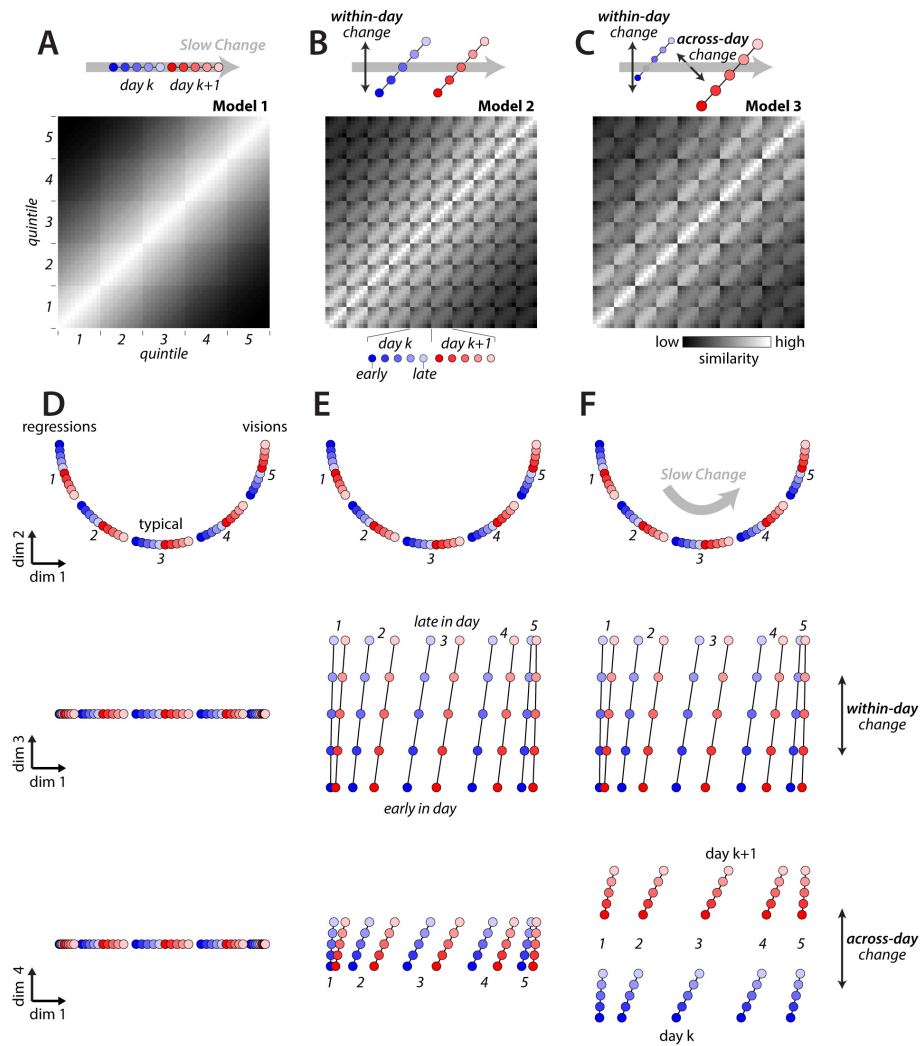 A
Slow Change
day k
day k+1
Model 1
5
4
3
2
1
quintile
1
2
3
4
5
quintile
B
within-day
change
Model 2
day k
day k+1
early
late
C
within-day
change
across-day
change
Model 3
low
high
similarity
D
regressions
visions
1
2
typical
3
4
5
dim 2
dim 1
E
1
2
3
4
5
F
Slow Change
1
2
3
4
5
dim 3
dim 1
1
2
late in day
3
4
5
early in day
1
2
3
4
5
within-day
change
dim 4
dim 1
1
2
3
4
5
day k+1
1
2
3
4
5
day k
across-day
change